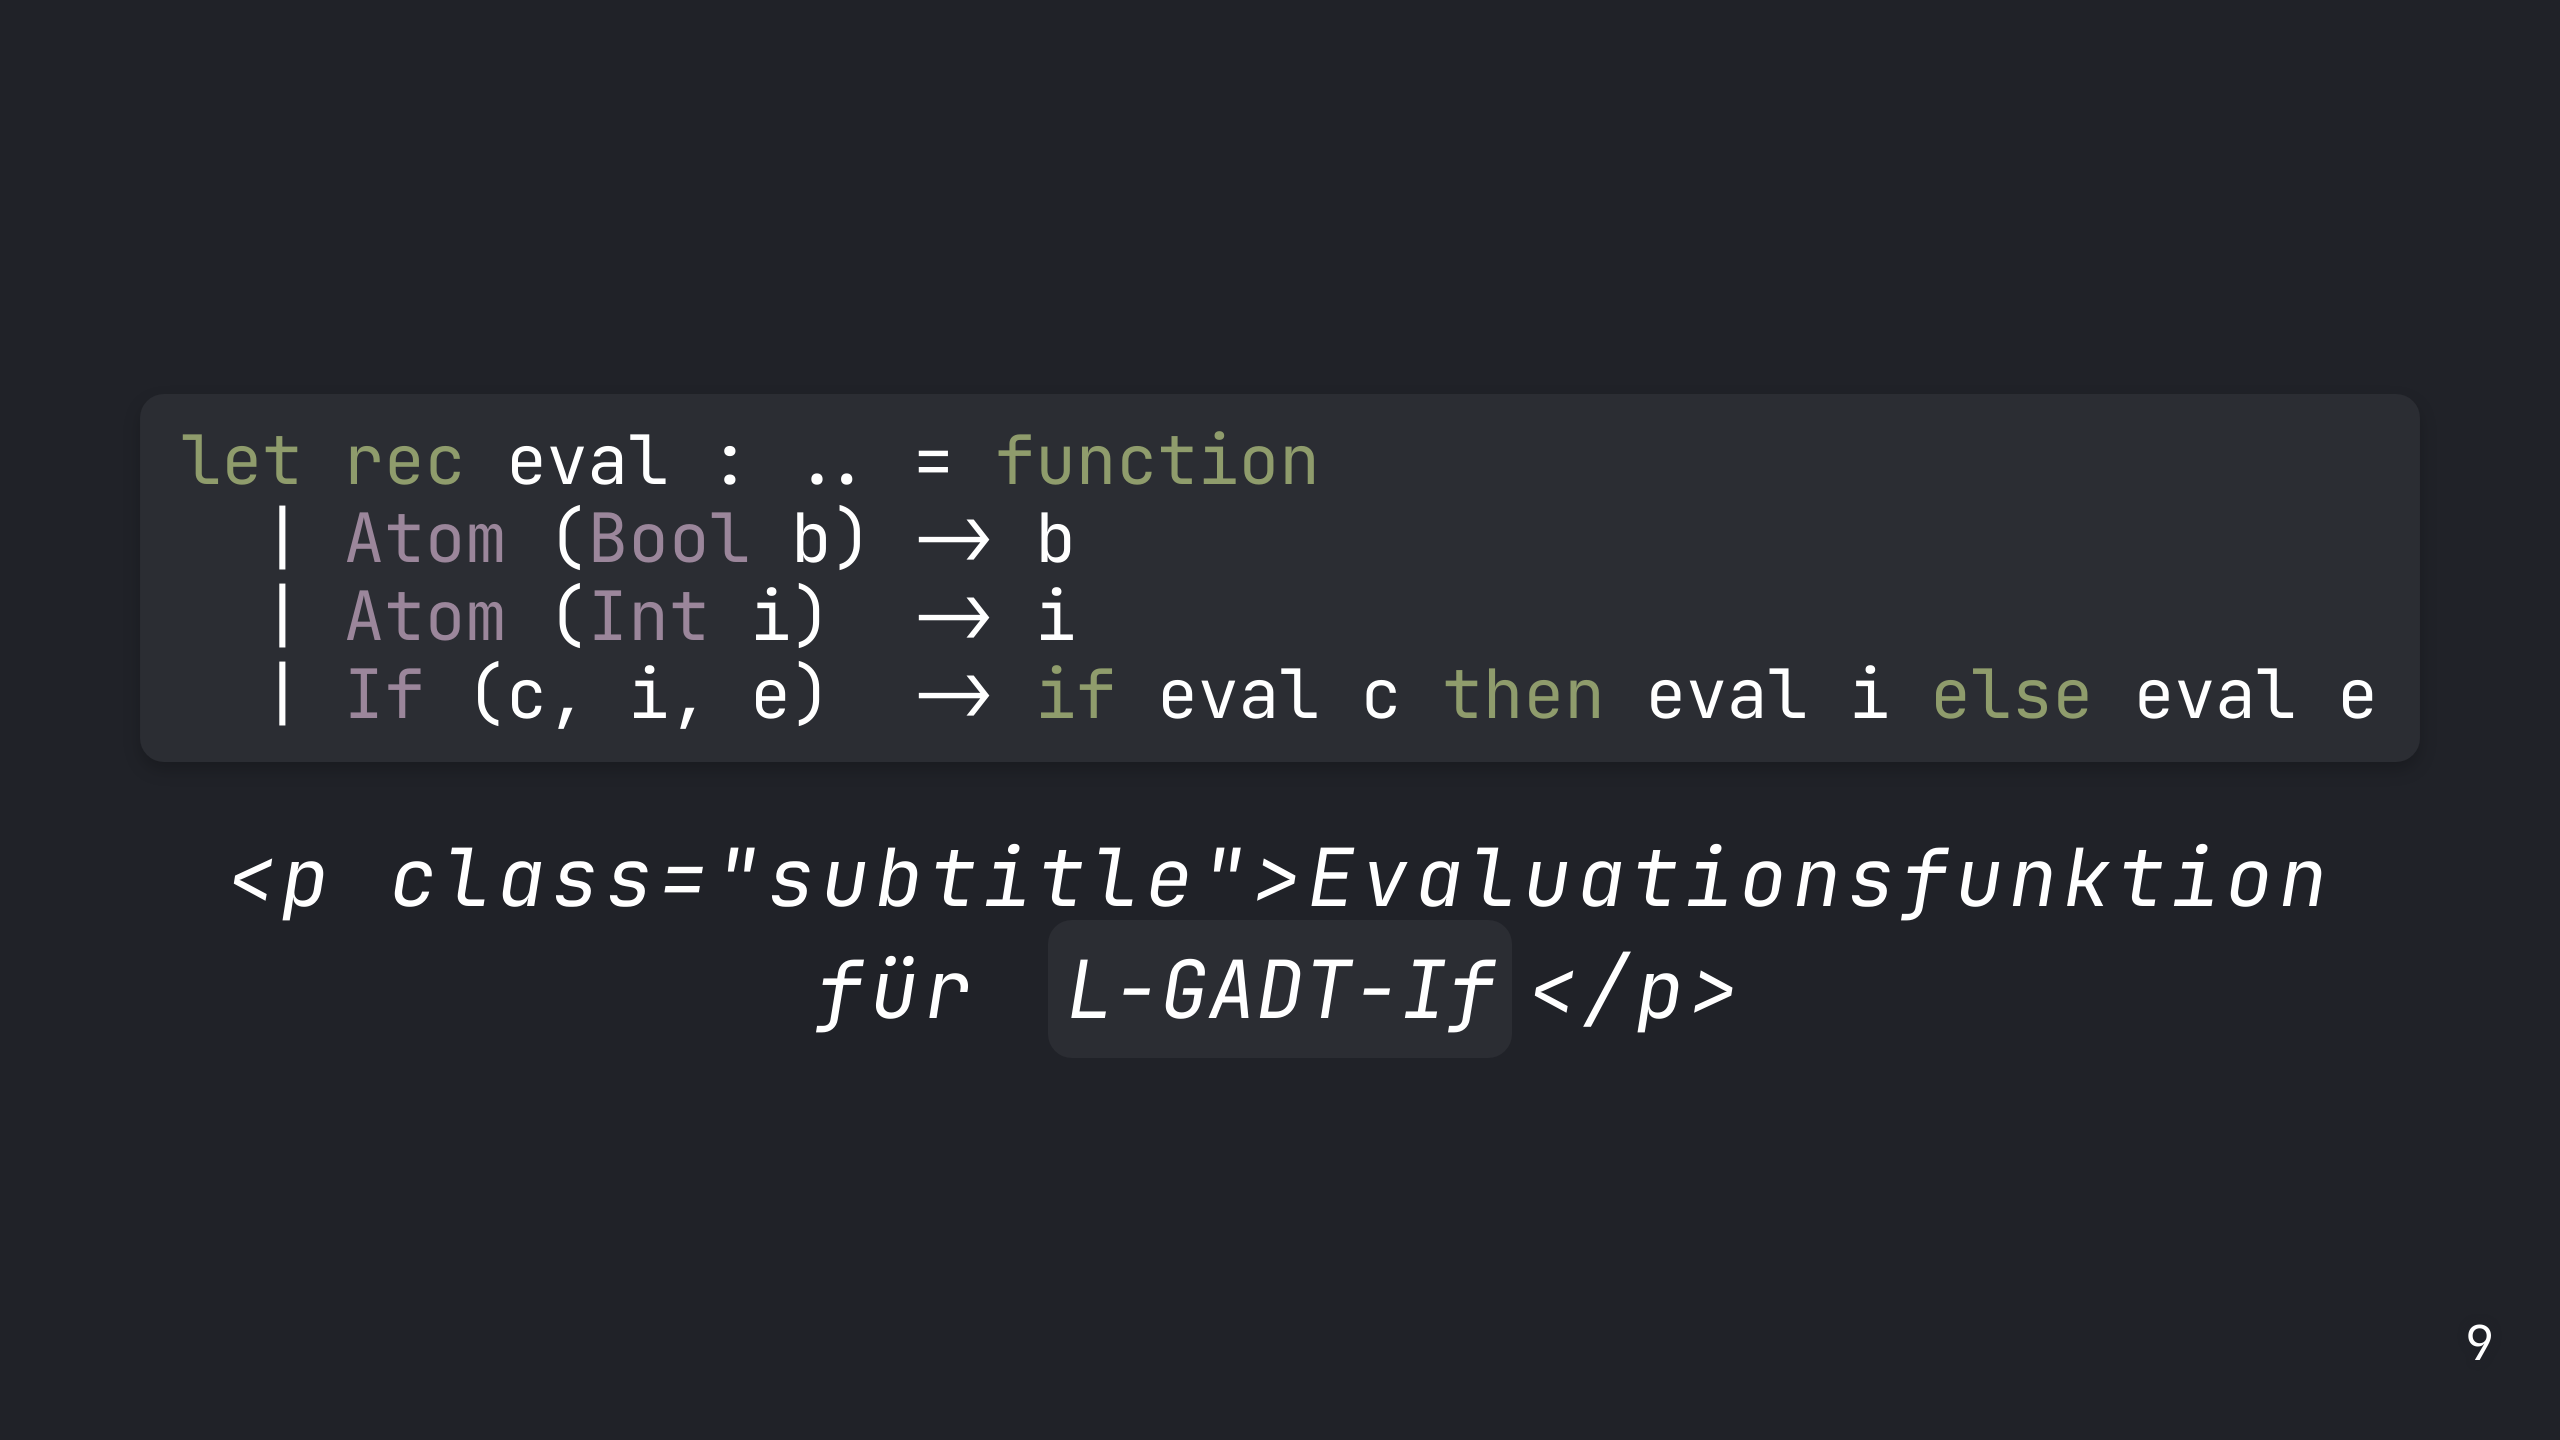 let rec eval : .. = function
  | Atom (Bool b) -> b
  | Atom (Int i)  -> i
  | If (c, i, e)  -> if eval c then eval i else eval e
<p class="subtitle">Evaluationsfunktion
für L-GADT-If</p>
9